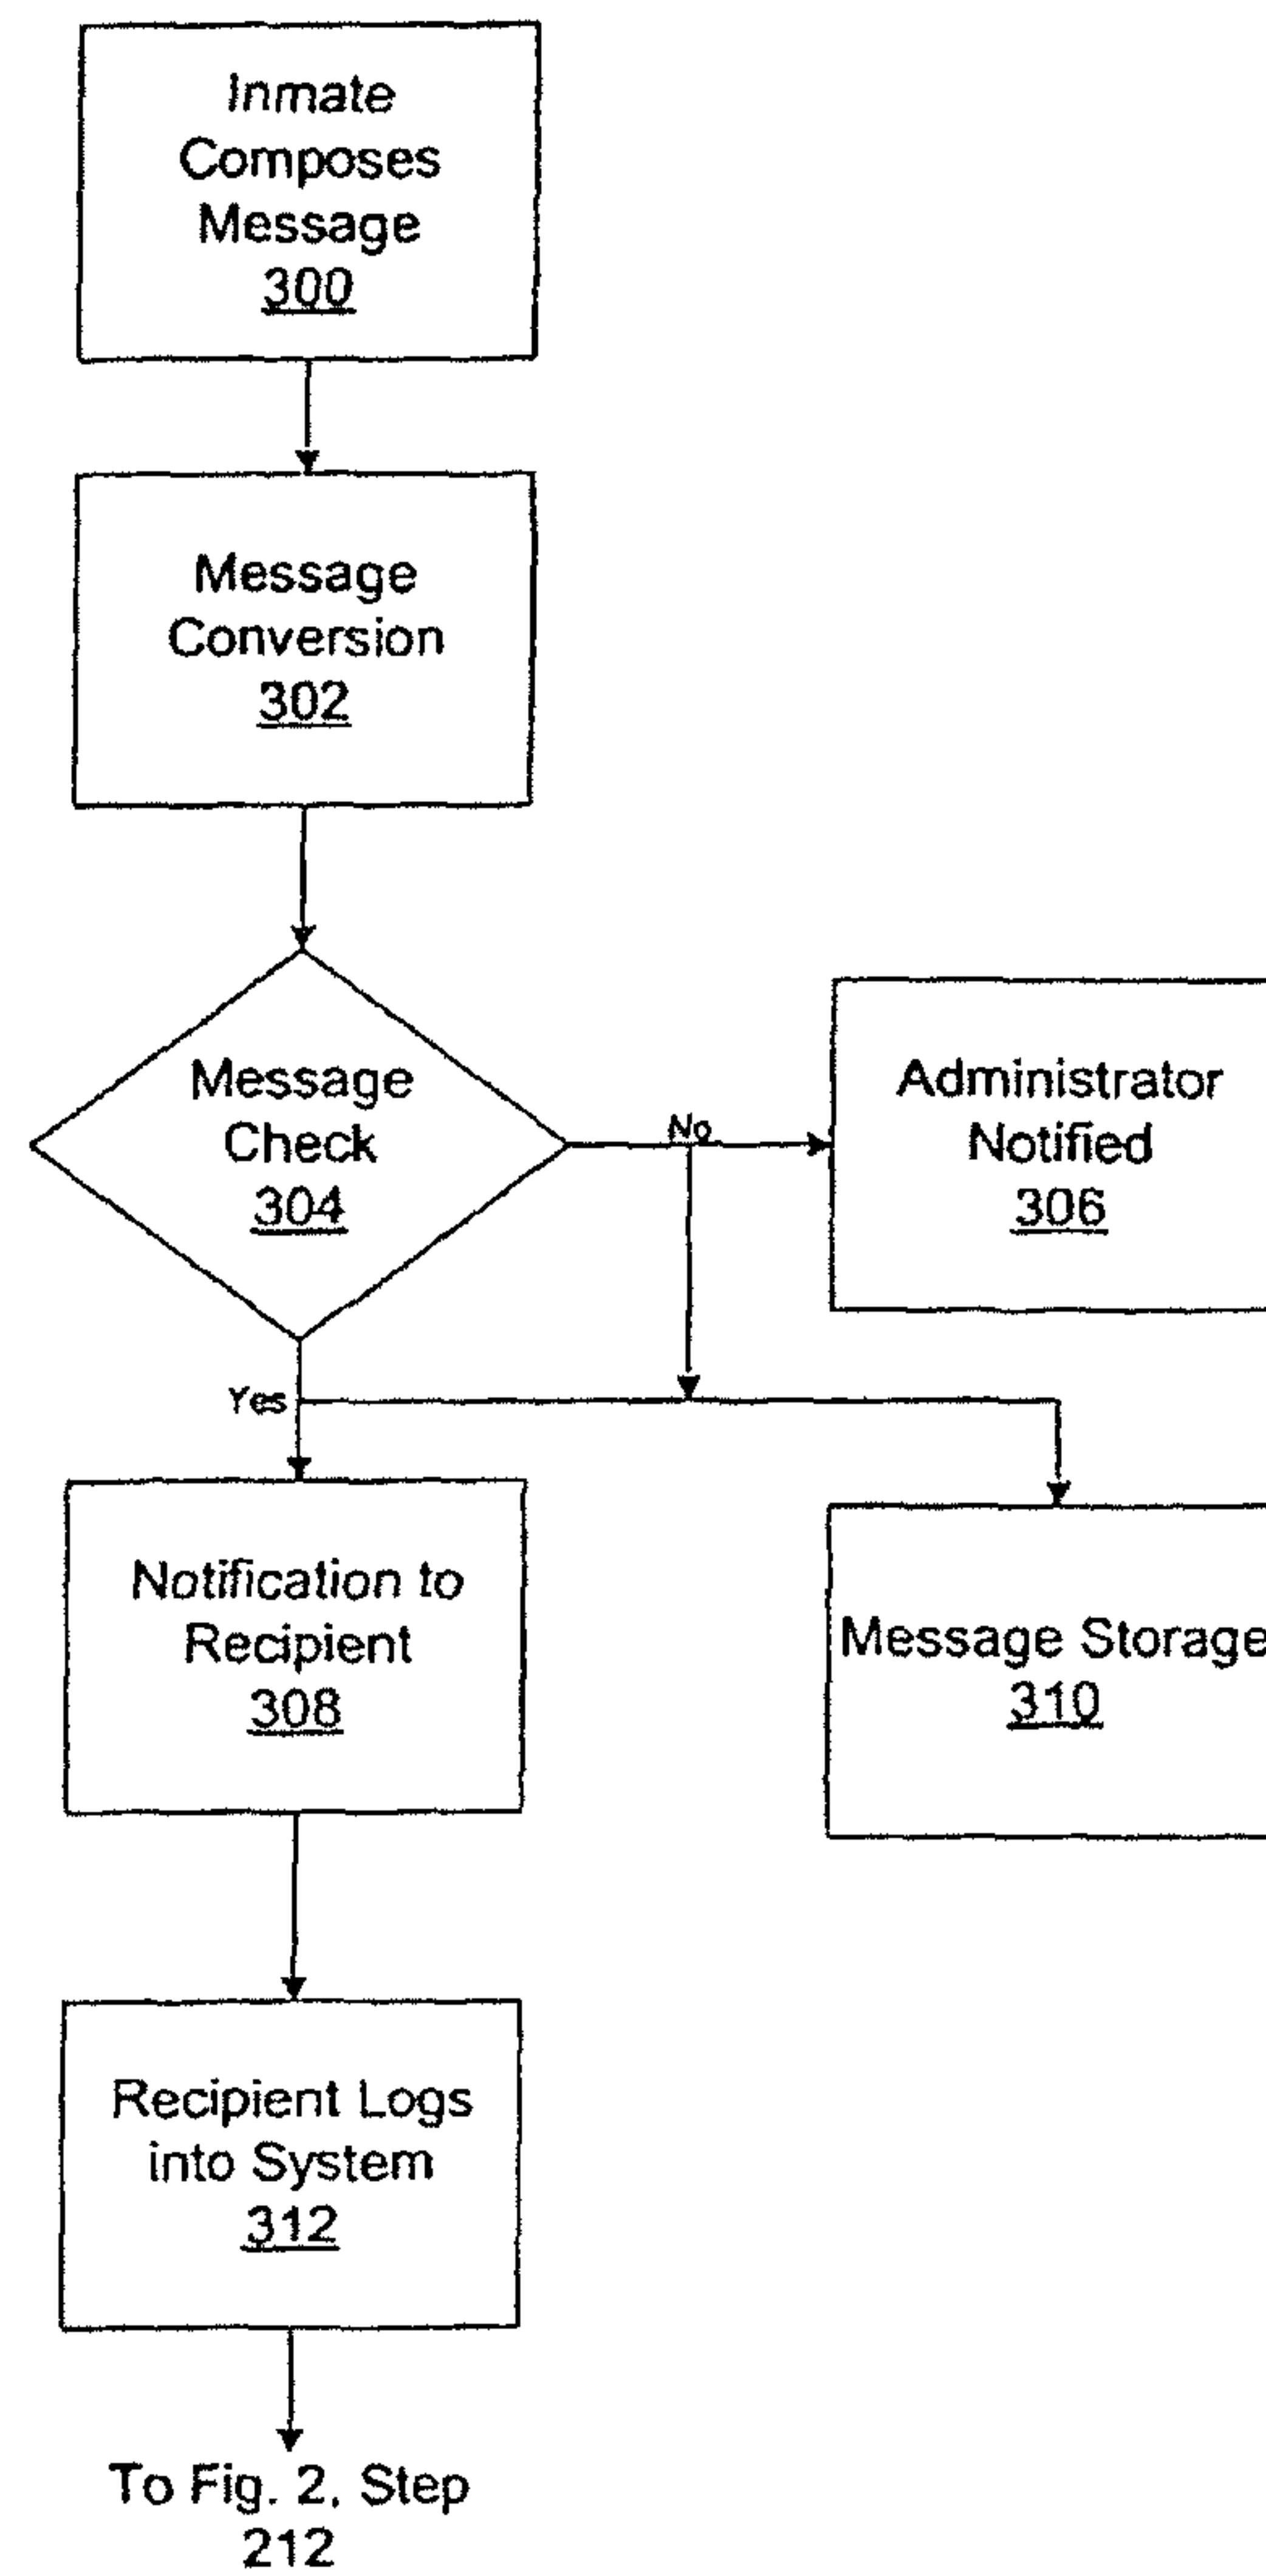 Inmate
Composes
Message
300
Message
Conversion
302
Message
Check
304
No
Administrator
Notified
306
Yes
Notification to
Recipient
308
Message Storage
310
Recipient Logs
into System
312
To Fig. 2, Step
212